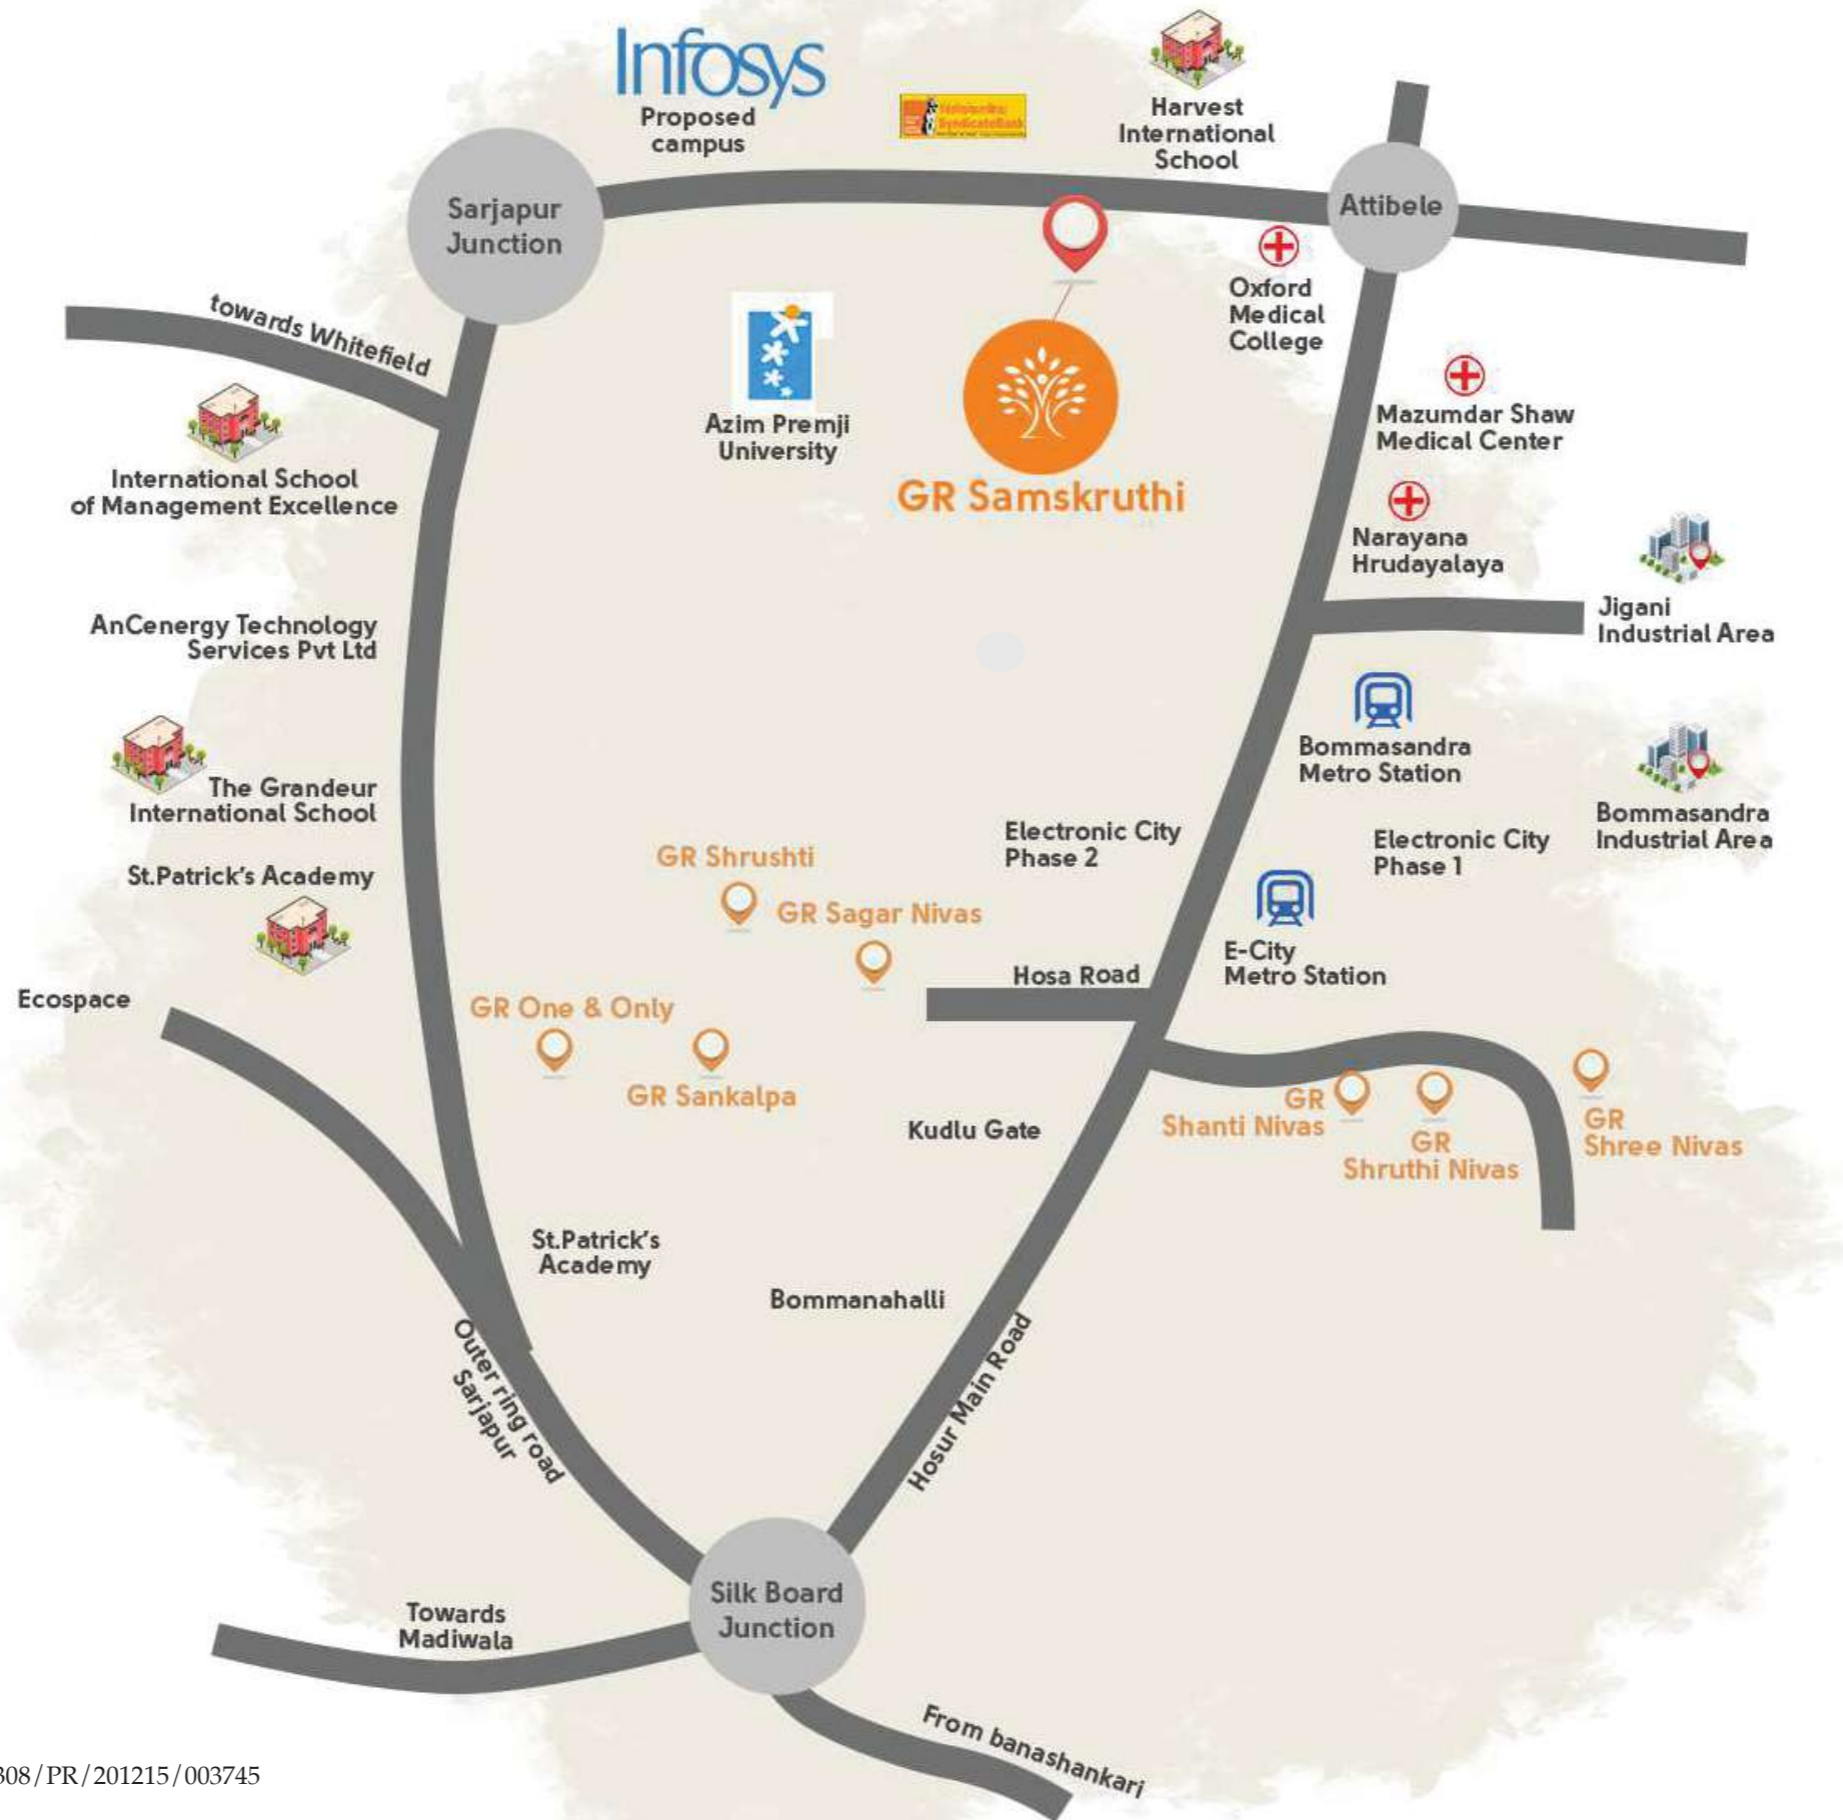 Infosys
Proposed
campus
SyndicateBank
Harvest
International
School
Sarjapur
Junction
Attibele
Oxford
Medical
College
towards Whitefield
Azim Premji
University
Mazumdar Shaw
Medical Center
International School
of Management Excellence
GR Samskruthi
Narayana
Hrudayalaya
Jigani
Industrial Area
AnCenergy Technology
Services Pvt Ltd
Bommasandra
Metro Station
The Grandeur
International School
Bommasandra
Industrial Area
Electronic City
Phase 2
Electronic City
Phase 1
GR Shrushti
St.Patrick's Academy
GR Sagar Nivas
E-City
Metro Station
Hosa Road
Ecospace
GR One & Only
GR Sankalpa
Kudlu Gate
GR
Shanti Nivas
GR
Shruthi Nivas
GR
Shree Nivas
St.Patrick's
Academy
Bommanahalli
Outer ring road
Sarjapur
Hosur Main Road
Silk Board
Junction
Towards
Madiwala
From banashankari
308/PR/201215/003745